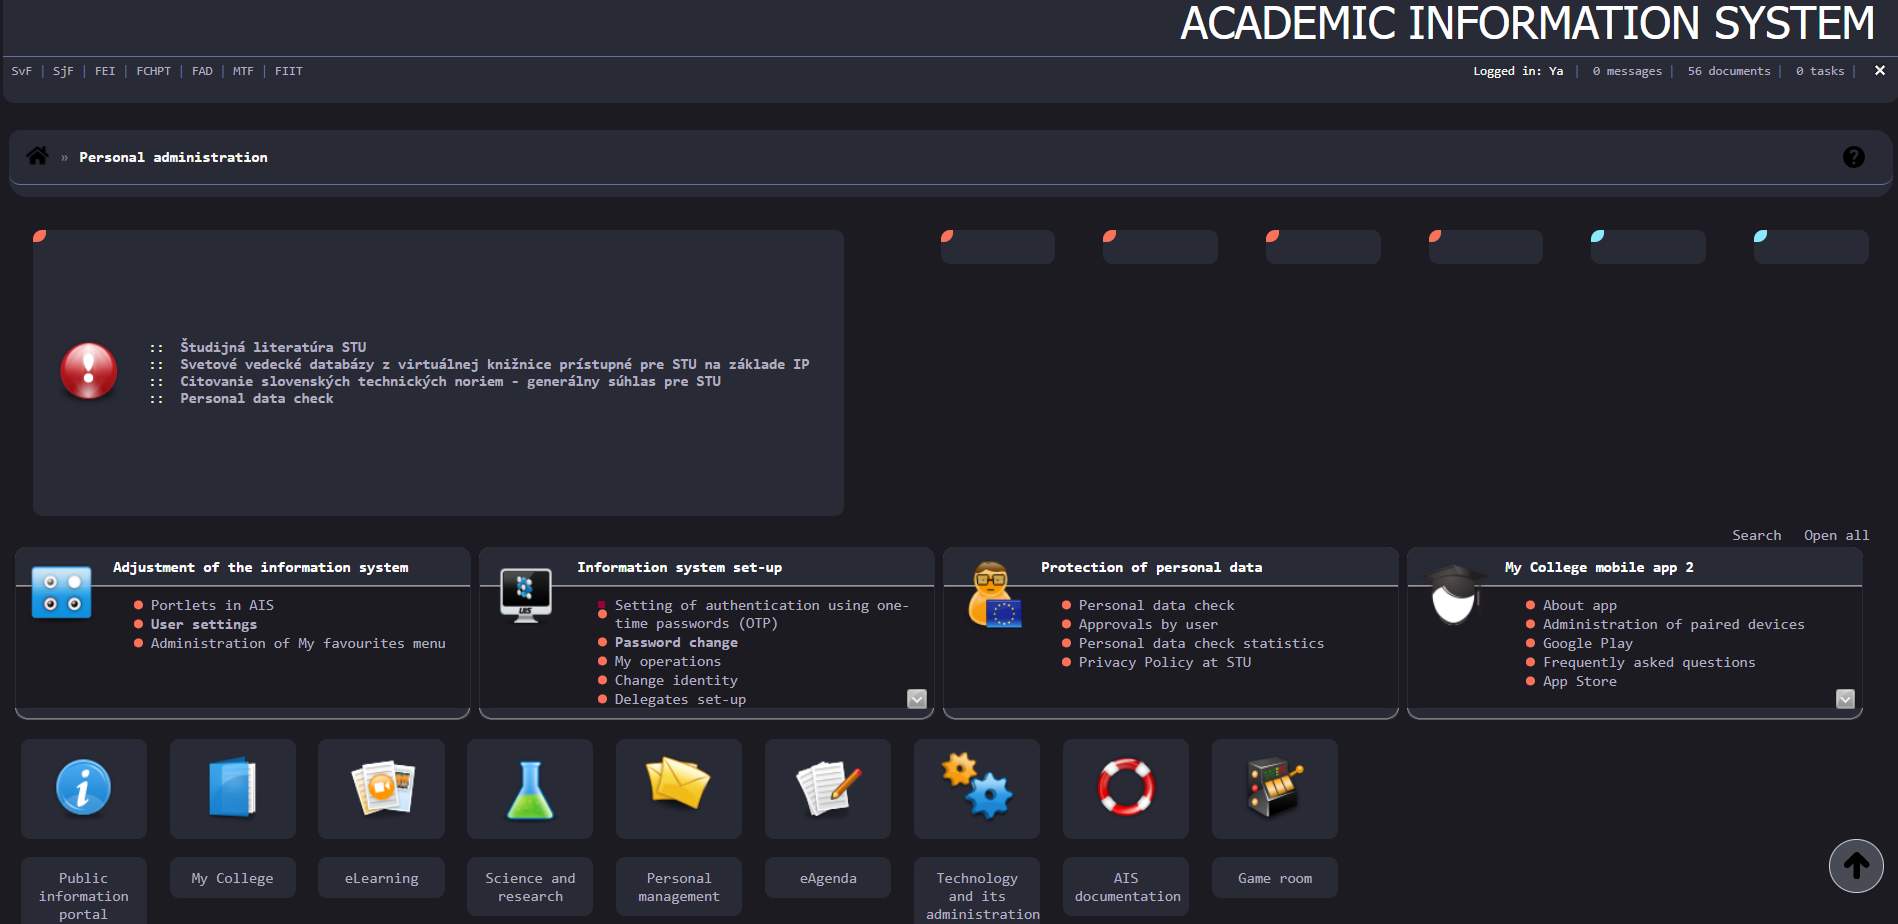 ACADEMIC INFORMATION SYSTEM
SvF | SjF | FEI | FCHPT | FAD | MTF | FIIT
Logged in: Ya | 0 messages | 56 documents | 0 tasks |
» Personal administration
:: Študijná literatúra STU
:: Svetové vedecké databázy z virtuálnej knižnice prístupné pre STU na základe IP
:: Citovanie slovenských technických noriem - generálny súhlas pre STU
:: Personal data check
Search Open all
Adjustment of the information system
Portlets in AIS
User settings
Administration of My favourites menu
Information system set-up
UIS
Setting of authentication using one-
time passwords (OTP)
Password change
My operations
Change identity
Delegates set-up
Protection of personal data
Personal data check
Approvals by user
Personal data check statistics
Privacy Policy at STU
My College mobile app 2
About app
Administration of paired devices
Google Play
Frequently asked questions
App Store
Public
information
portal
My College
eLearning
Science and
research
Personal
management
eAgenda
Technology
and its
administration
AIS
documentation
Game room